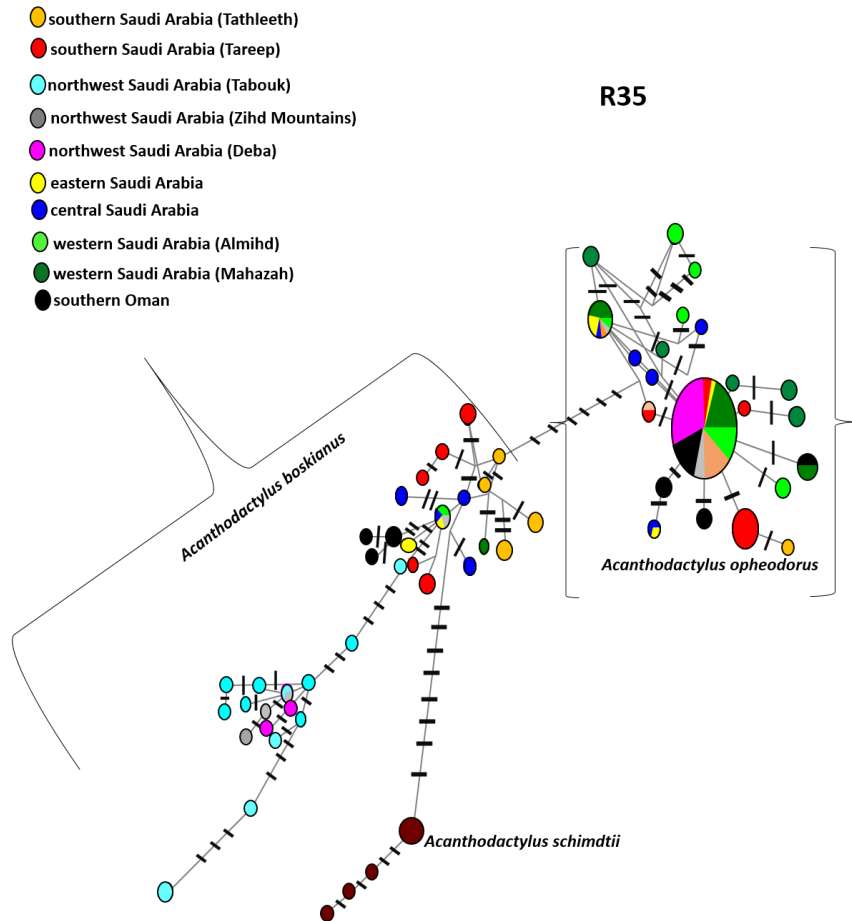 southern Saudi Arabia (Tathleeth)
southern Saudi Arabia (Tareep)
northwest Saudi Arabia (Tabouk)
northwest Saudi Arabia (Zihd Mountains)
northwest Saudi Arabia (Deba)
eastern Saudi Arabia
central Saudi Arabia
western Saudi Arabia (Almihd)
western Saudi Arabia (Mahazah)
southern Oman
R35
Acanthodactylus boskianus
Acanthodactylus opheodorus
Acanthodactylus schimdtii